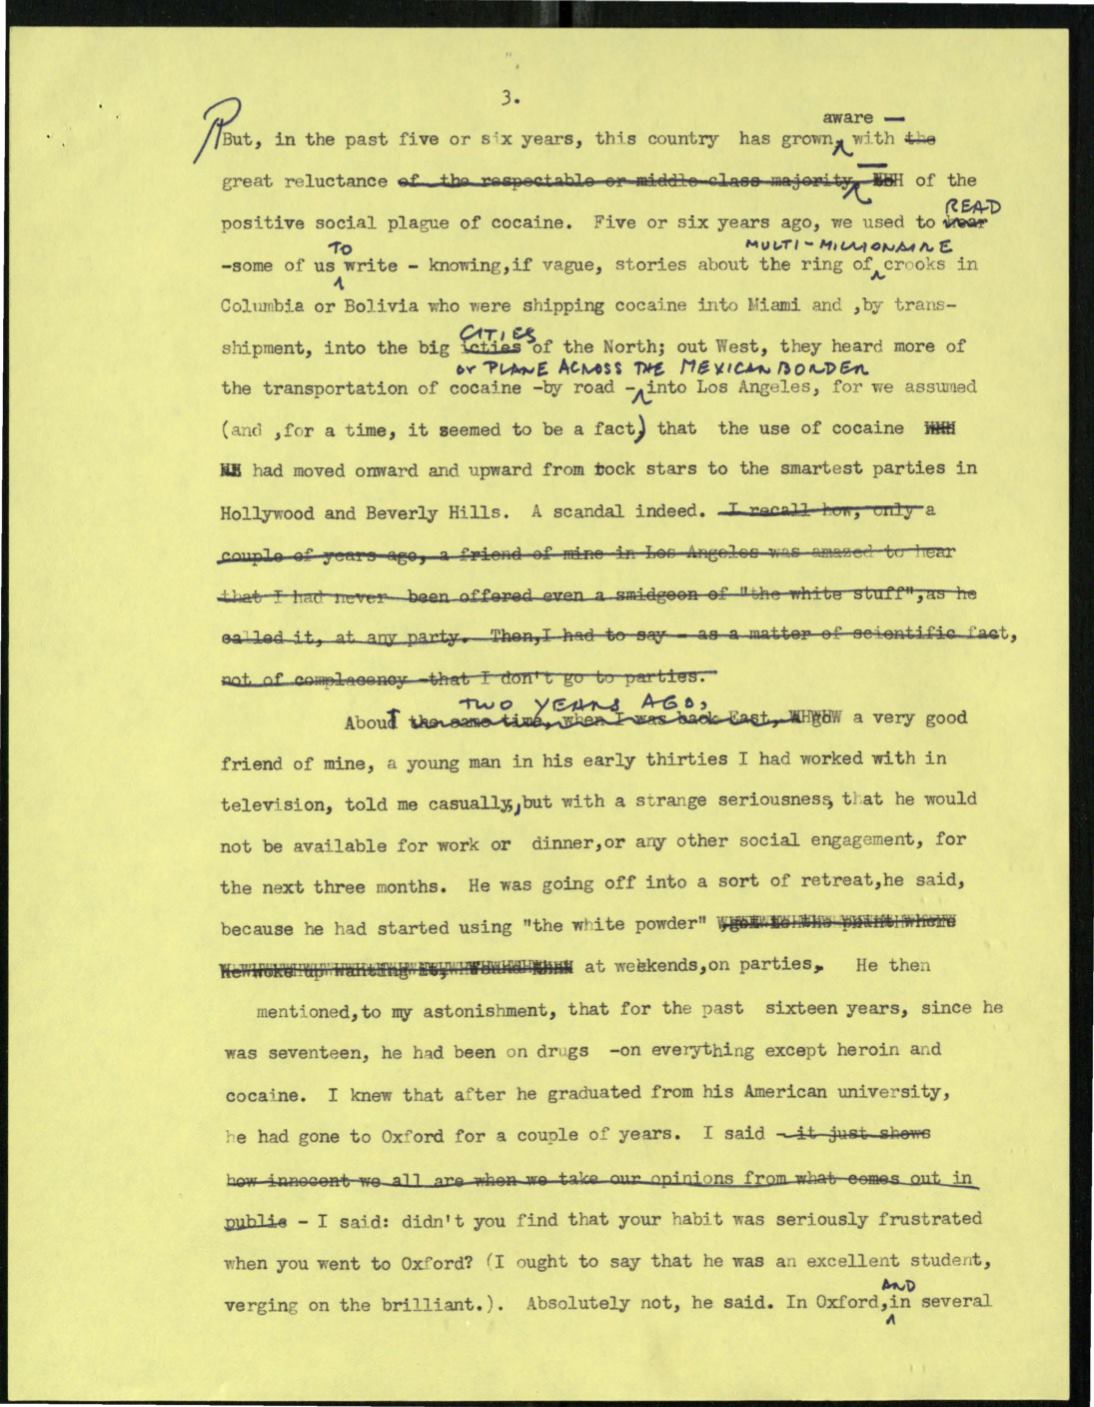 3.
aware —
But, in the past five or six years, this country has grown with the
great reluctance of the respectable or middle class majority, — of the
READ
positive social plague of cocaine. Five or six years ago, we used to hear
TO MULTI-MILLIONAIRE
-some of us write - knowing,if vague, stories about the ring of crooks in
Columbia or Bolivia who were shipping cocaine into Miami and ,by trans-
CITIES
shipment, into the big icties of the North; out West, they heard more of
or PLANE ACROSS THE MEXICAN BORDER
the transportation of cocaine -by road - into Los Angeles, for we assumed
(and ,for a time, it seemed to be a fact) that the use of cocaine
had moved onward and upward from rock stars to the smartest parties in
Hollywood and Beverly Hills. A scandal indeed. I recall how, only a
couple of years ago, a friend of mine in Los Angeles was amazed to hear
that I had never been offered even a smidgeon of "the white stuff",as he
called it, at any party. Then,I had to say - as a matter of scientific fact,
not of complacency -that I don't go to parties.
TWO YEARS AGO,
About the same time, when I was back East, a very good
friend of mine, a young man in his early thirties I had worked with in
television, told me casually,but with a strange seriousness, that he would
not be available for work or dinner,or any other social engagement, for
the next three months. He was going off into a sort of retreat,he said,
because he had started using "the white powder" got to the point where
He woke up wanting it, at weekends,on parties. He then
mentioned,to my astonishment, that for the past sixteen years, since he
was seventeen, he had been on drugs -on everything except heroin and
cocaine. I knew that after he graduated from his American university,
he had gone to Oxford for a couple of years. I said - it just shows
how innocent we all are when we take our opinions from what comes out in
public - I said: didn't you find that your habit was seriously frustrated
when you went to Oxford? (I ought to say that he was an excellent student,
AND
verging on the brilliant.). Absolutely not, he said. In Oxford,in several